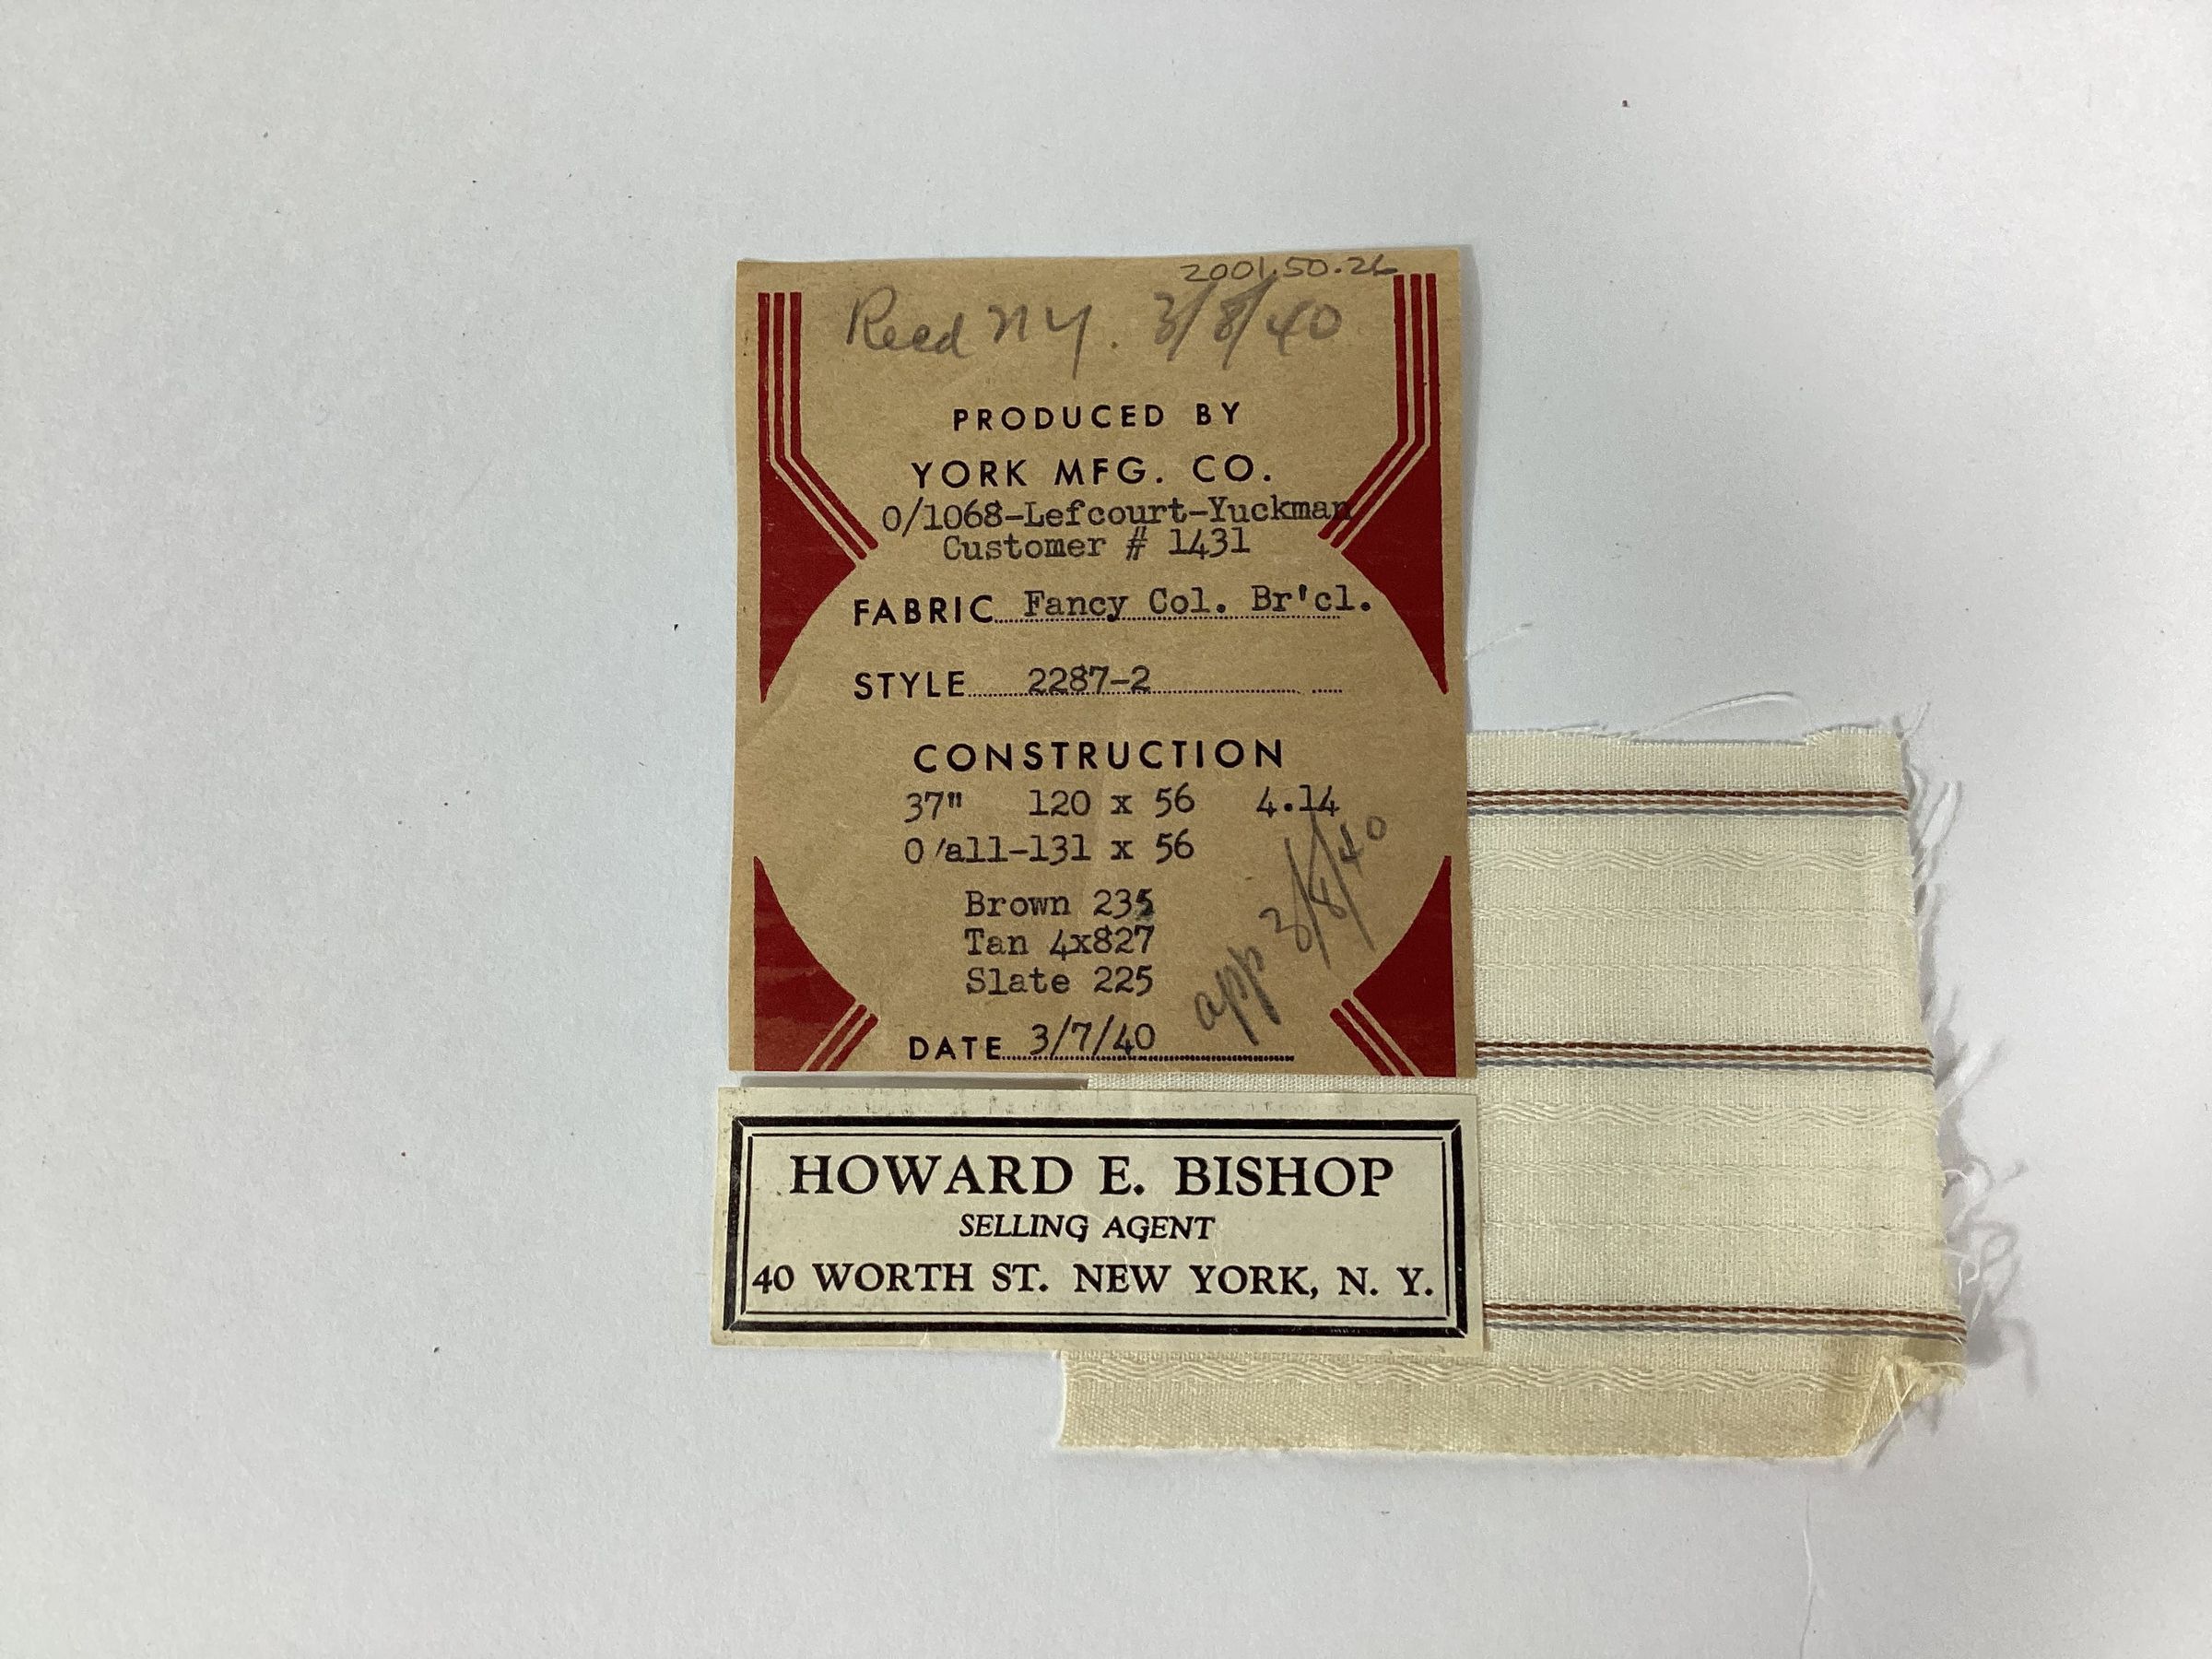 2001.50.26
Recd NY. 3/8/40
PRODUCED BY
YORK MFG. CO.
0/1068-Lefcourt-Yuckman
Customer # 1431
FABRIC Fancy Col. Br'cl.
STYLE 2287-2
CONSTRUCTION
37" 120 x 56 4.14
0/all-131 x 56
Brown 235
Tan 4x827
Slate 225
app 3/8/40
DATE 3/7/40
HOWARD E. BISHOP
SELLING AGENT
40 WORTH ST. NEW YORK, N. Y.